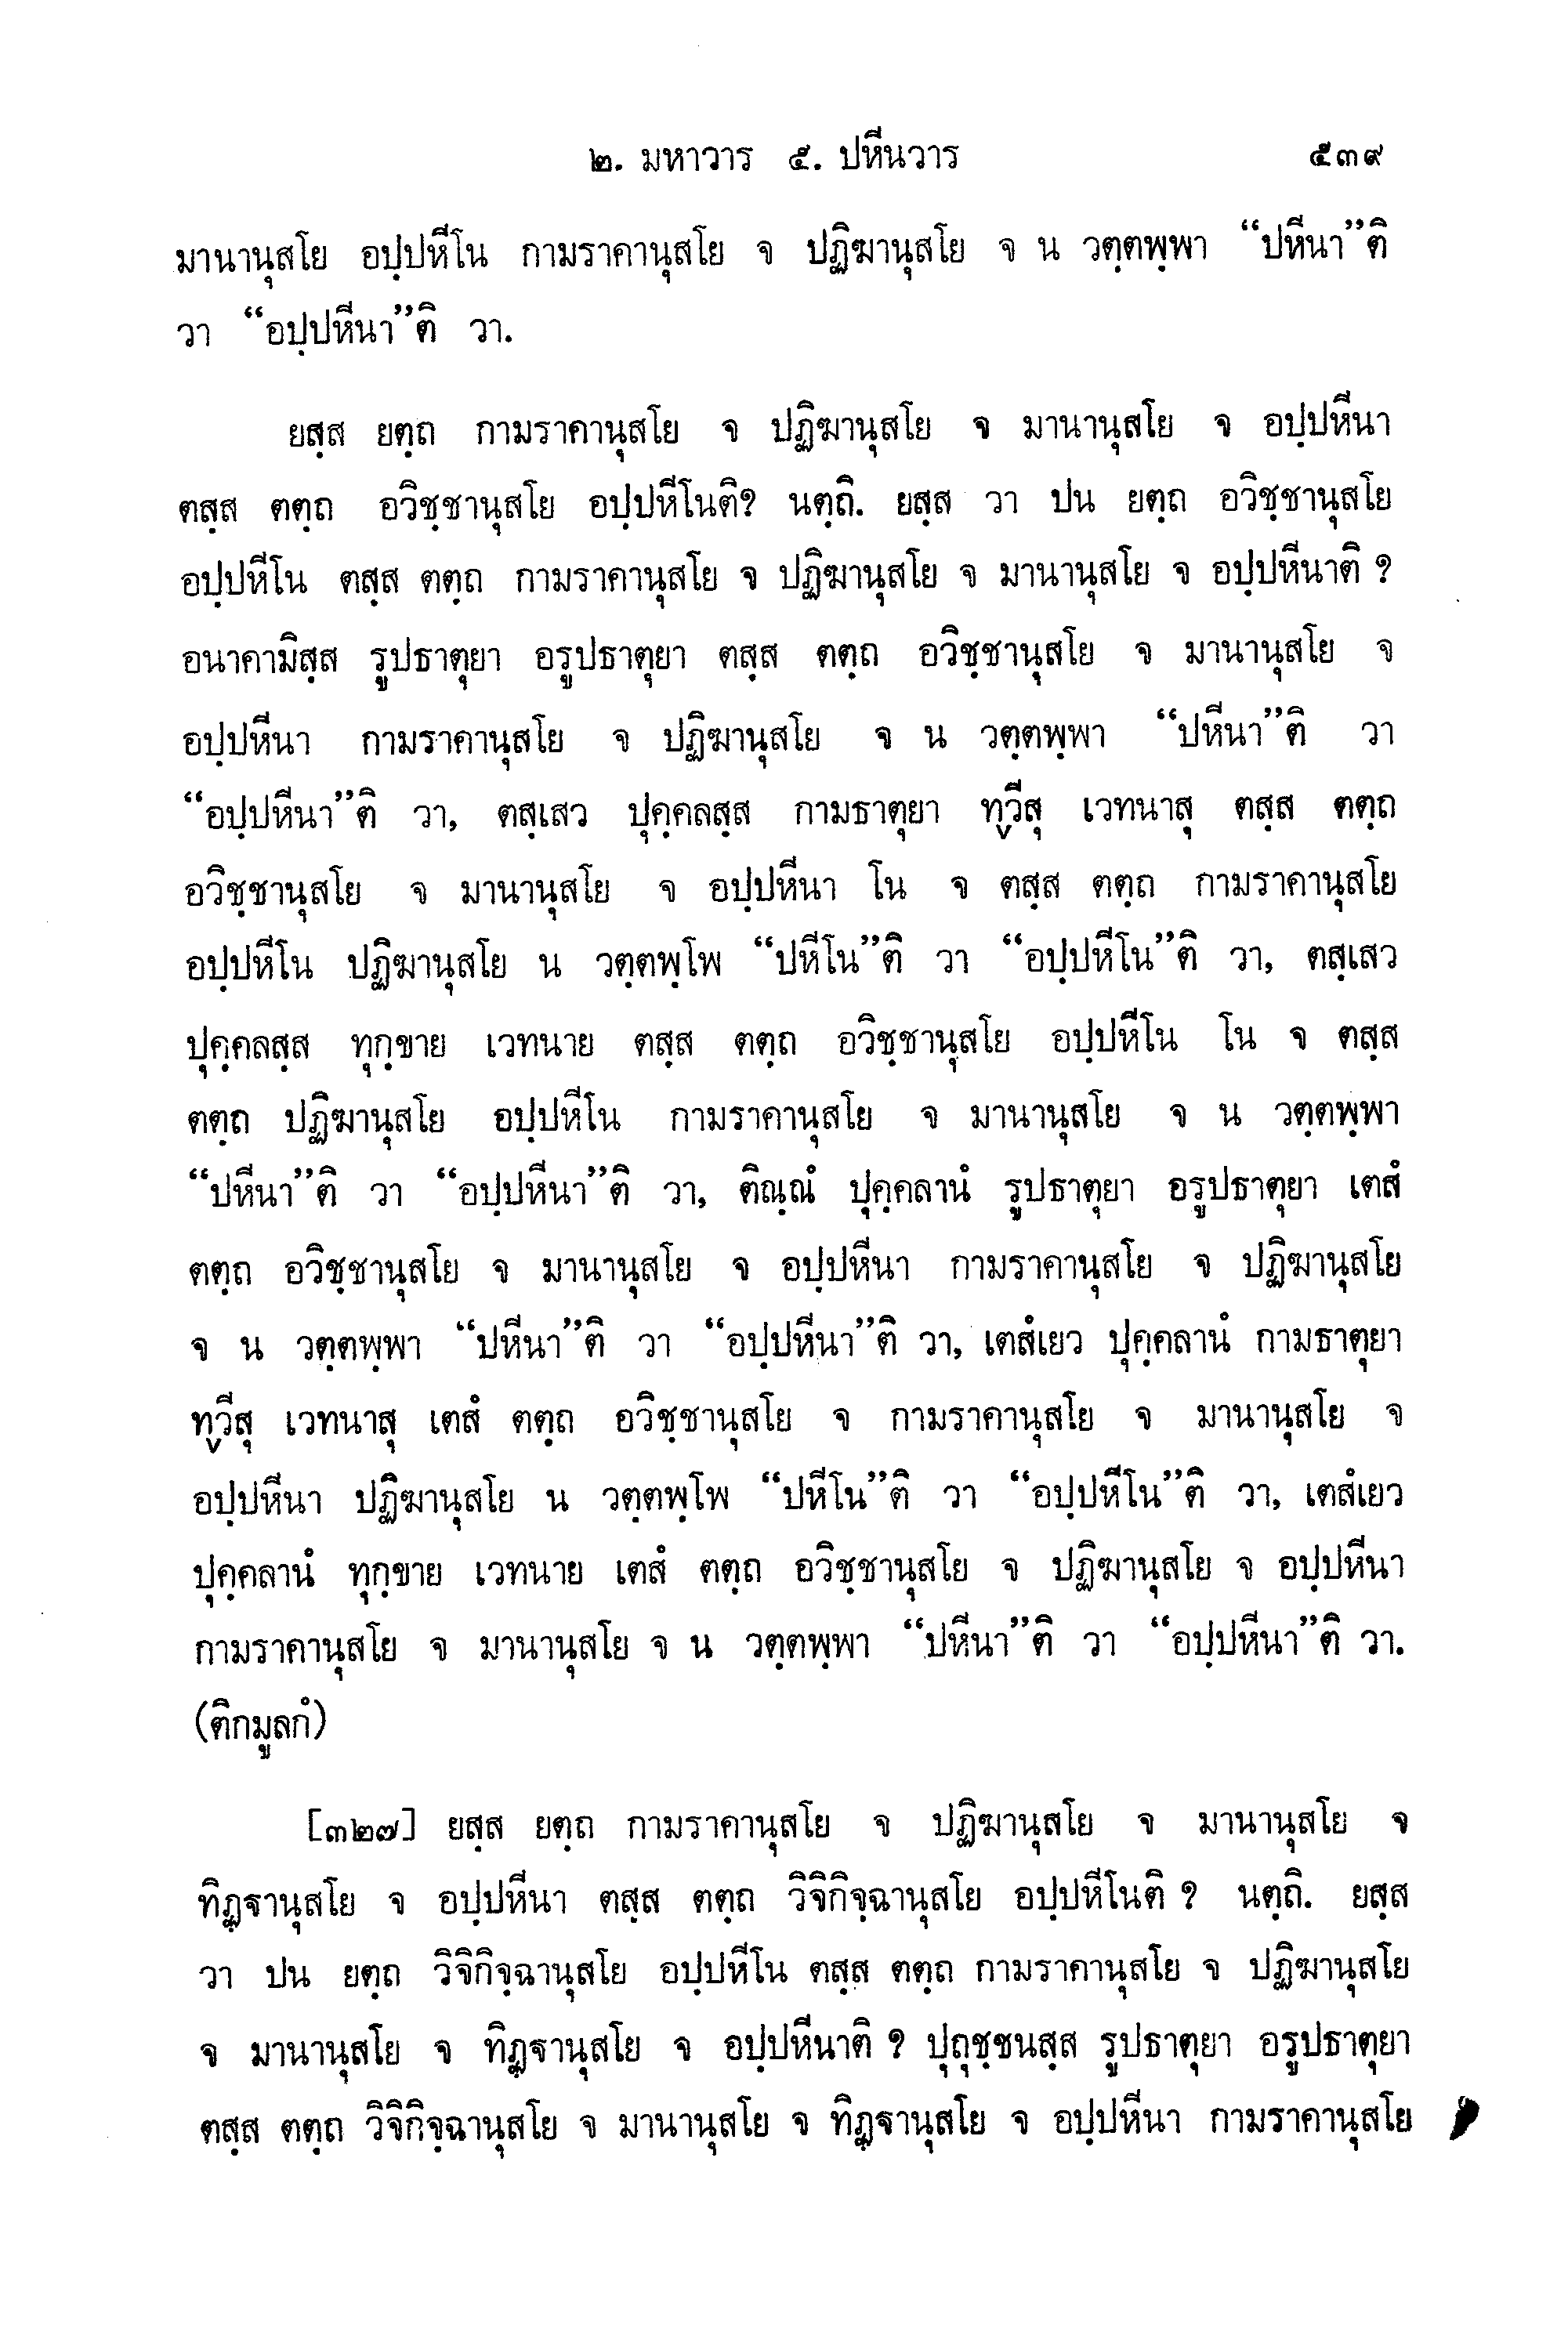 ๒. มหาวาร ๕. ปหีนวาร ๕๓๙
มานานุสโย อปฺปหีโน กามราคานุสโย จ ปฏิฆานุสโย จ น วตฺตพฺพา “ปหีนา”ติ
วา “อปฺปหีนา”ติ วา.
ยสฺส ยตฺถ กามราคานุสโย จ ปฏิฆานุสโย จ มานานุสโย จ อปฺปหีนา
ตสฺส ตตฺถ อวิชฺชานุสโย อปฺปหีโนติ? นตฺถิ. ยสฺส วา ปน ยตฺถ อวิชฺชานุสโย
อปฺปหีโน ตสฺส ตตฺถ กามราคานุสโย จ ปฏิฆานุสโย จ มานานุสโย จ อปฺปหีนาติ ?
อนาคามิสฺส รูปธาตุยา อรูปธาตุยา ตสฺส ตตฺถ อวิชฺชานุสโย จ มานานุสโย จ
อปฺปหีนา กามราคานุสโย จ ปฏิฆานุสโย จ น วตฺตพฺพา “ปหีนา”ติ วา
“อปฺปหีนา”ติ วา, ตสฺเสว ปุคฺคลสฺส กามธาตุยา ทฺวีสุ เวทนาสุ ตสฺส ตตฺถ
อวิชฺชานุสโย จ มานานุสโย จ อปฺปหีนา โน จ ตสฺส ตตฺถ กามราคานุสโย
อปฺปหีโน ปฏิฆานุสโย น วตฺตพฺโพ “ปหีโน”ติ วา “อปฺปหีโน”ติ วา, ตสฺเสว
ปุคฺคลสฺส ทุกฺขาย เวทนาย ตสฺส ตตฺถ อวิชฺชานุสโย อปฺปหีโน โน จ ตสฺส
ตตฺถ ปฏิฆานุสโย อปฺปหีโน กามราคานุสโย จ มานานุสโย จ น วตฺตพฺพา
“ปหีนา”ติ วา “อปฺปหีนา”ติ วา, ติณฺณํ ปุคฺคลานํ รูปธาตุยา อรูปธาตุยา เตสํ
ตตฺถ อวิชฺชานุสโย จ มานานุสโย จ อปฺปหีนา กามราคานุสโย จ ปฏิฆานุสโย
จ น วตฺตพฺพา “ปหีนา”ติ วา “อปฺปหีนา”ติ วา, เตสํเยว ปุคฺคลานํ กามธาตุยา
ทฺวีสุ เวทนาสุ เตสํ ตตฺถ อวิชฺชานุสโย จ กามราคานุสโย จ มานานุสโย จ
อปฺปหีนา ปฏิฆานุสโย น วตฺตพฺโพ “ปหีโน”ติ วา “อปฺปหีโน”ติ วา, เตสํเยว
ปุคฺคลานํ ทุกฺขาย เวทนาย เตสํ ตตฺถ อวิชฺชานุสโย จ ปฏิฆานุสโย จ อปฺปหีนา
กามราคานุสโย จ มานานุสโย จ น วตฺตพฺพา “ปหีนา”ติ วา “อปฺปหีนา”ติ วา.
(ติกมูลกํ)
[๓๒๗] ยสฺส ยตฺถ กามราคานุสโย จ ปฏิฆานุสโย จ มานานุสโย จ
ทิฏฺฐานุสโย จ อปฺปหีนา ตสฺส ตตฺถ วิจิกิจฺฉานุสโย อปฺปหีโนติ ? นตฺถิ. ยสฺส
วา ปน ยตฺถ วิจิกิจฺฉานุสโย อปฺปหีโน ตสฺส ตตฺถ กามราคานุสโย จ ปฏิฆานุสโย
จ มานานุสโย จ ทิฏฺฐานุสโย จ อปฺปหีนาติ ? ปุถุชฺชนสฺส รูปธาตุยา อรูปธาตุยา
ตสฺส ตตฺถ วิจิกิจฺฉานุสโย จ มานานุสโย จ ทิฏฺฐานุสโย จ อปฺปหีนา กามราคานุสโย